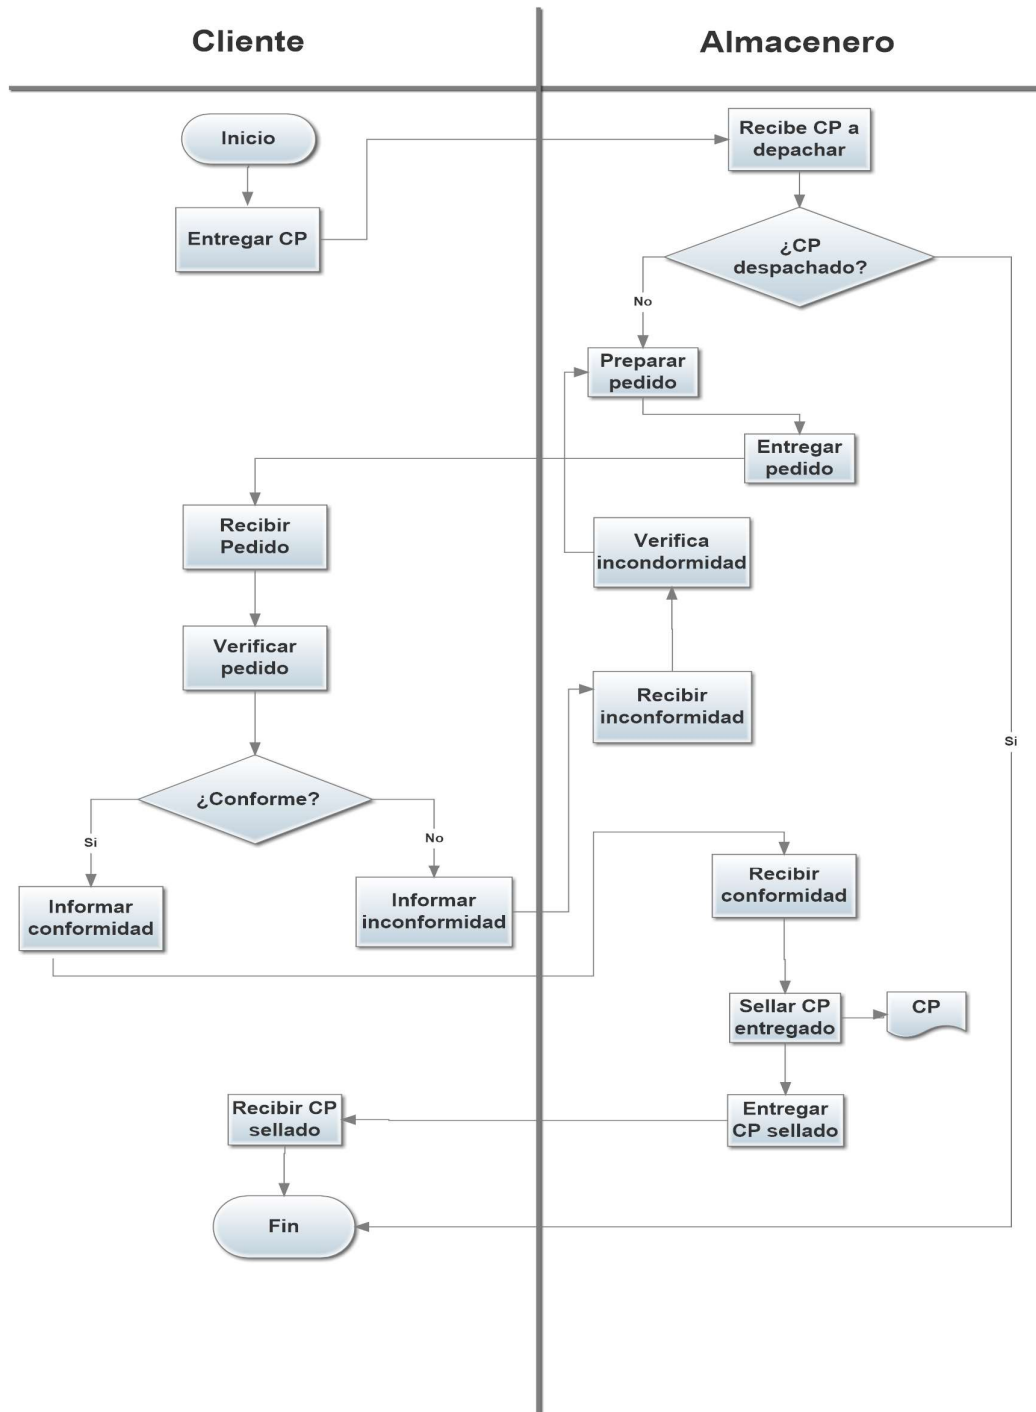 Cliente
Almacenero
Inicio
Recibe CP a
depachar
Entregar CP
¿CP
despachado?
No
Preparar
pedido
Entregar
pedido
Recibir
Pedido
Verifica
incondormidad
Verificar
pedido
Recibir
inconformidad
Si
¿Conforme?
Si
No
Recibir
conformidad
Informar
conformidad
Informar
inconformidad
Sellar CP
entregado
CP
Recibir CP
sellado
Entregar
CP sellado
Fin